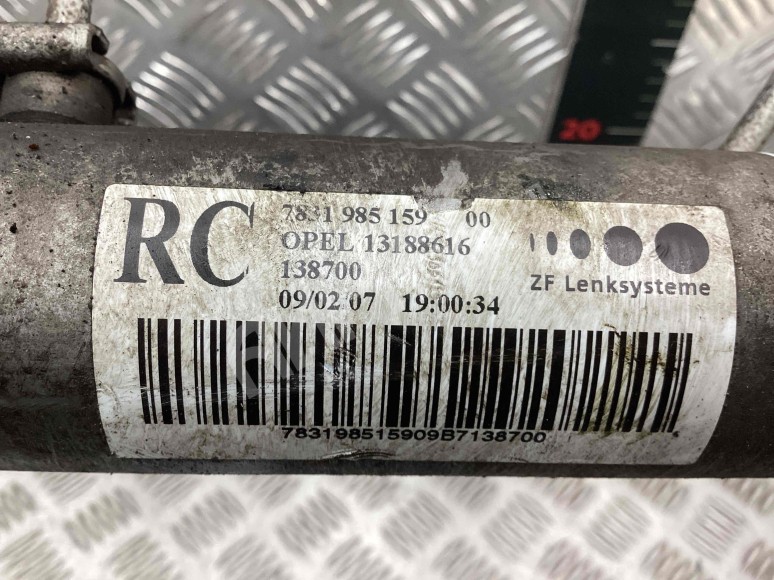 20
RC
7831 985 159 00
OPEL 13188616
138700
09/02/07 19:00:34
ZF Lenksysteme
783198515909B7138700